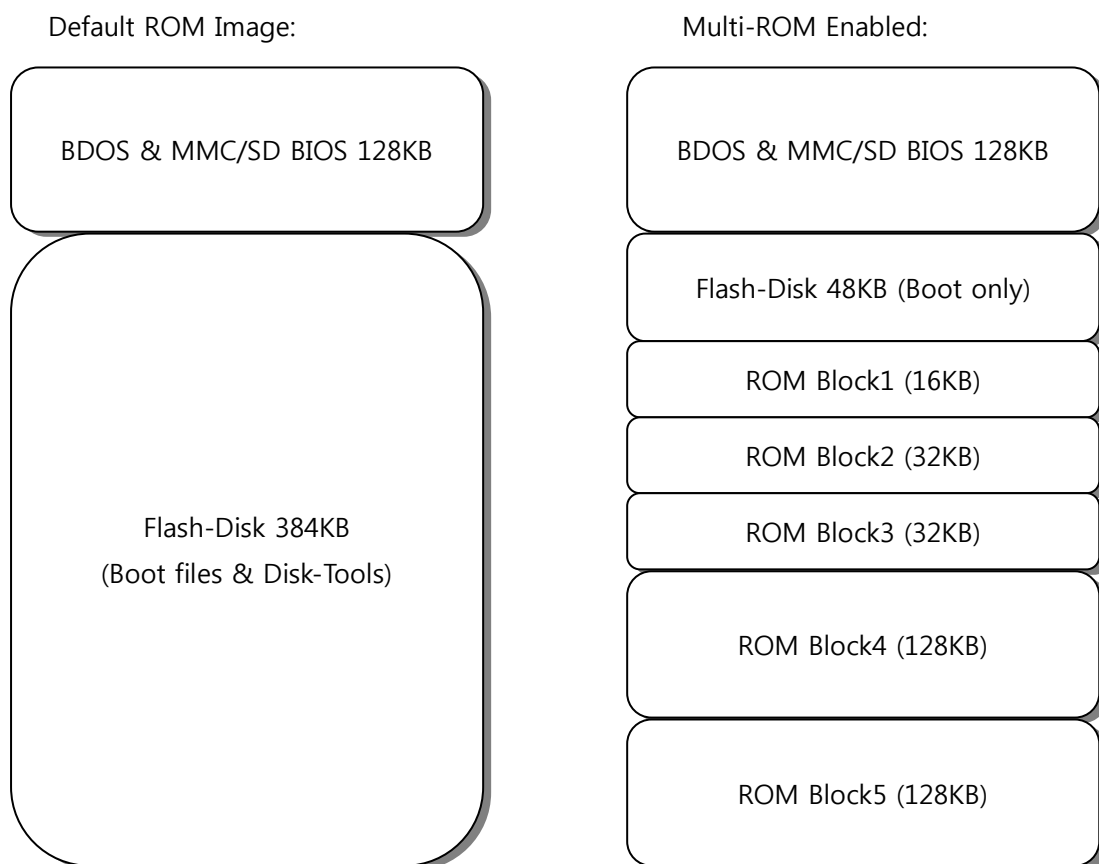 Default ROM Image:
BDOS & MMC/SD BIOS 128KB
Flash-Disk 384KB
(Boot files & Disk-Tools)
Multi-ROM Enabled:
BDOS & MMC/SD BIOS 128KB
Flash-Disk 48KB (Boot only)
ROM Block1 (16KB)
ROM Block2 (32KB)
ROM Block3 (32KB)
ROM Block4 (128KB)
ROM Block5 (128KB)